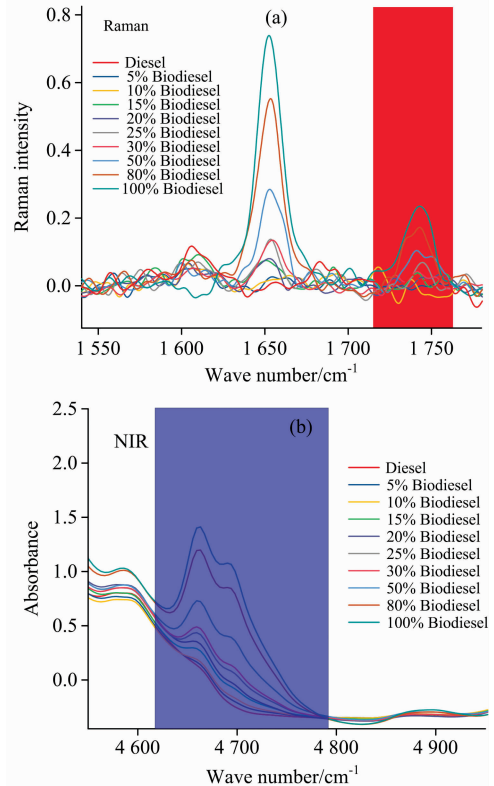 (a)
Raman
Diesel
5% Biodiesel
10% Biodiesel
15% Biodiesel
20% Biodiesel
25% Biodiesel
30% Biodiesel
50% Biodiesel
80% Biodiesel
100% Biodiesel
Raman intensity
0.8
0.6
0.4
0.2
0.0
1 550
1 600
1 650
1 700
1 750
Wave number/cm-1
(b)
NIR
Diesel
5% Biodiesel
10% Biodiesel
15% Biodiesel
20% Biodiesel
25% Biodiesel
30% Biodiesel
50% Biodiesel
80% Biodiesel
100% Biodiesel
Absorbance
2.5
2.0
1.5
1.0
0.5
0.0
4 600
4 700
4 800
4 900
Wave number/cm-1